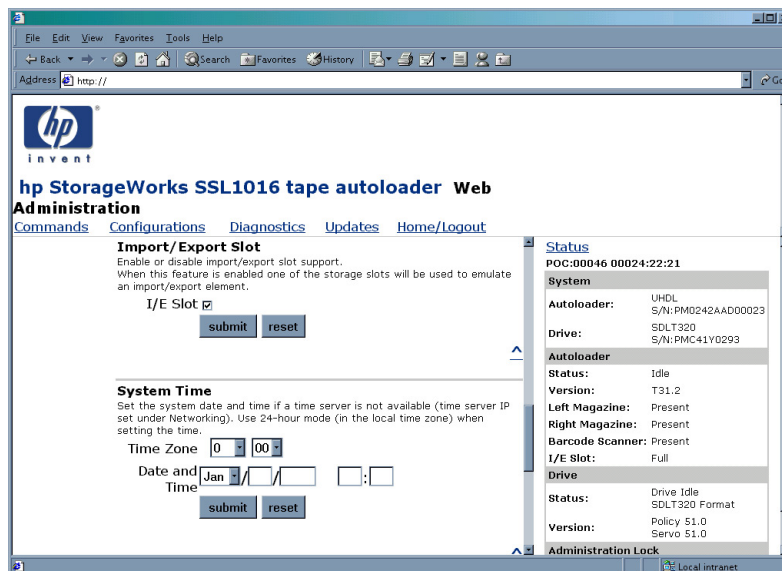 File Edit View Favorites Tools Help
Back Search Favorites History
Address http:// Go
hp
invent
hp StorageWorks SSL1016 tape autoloader Web
Administration
Commands Configurations Diagnostics Updates Home/Logout
Import/Export Slot
Enable or disable import/export slot support.
When this feature is enabled one of the storage slots will be used to emulate
an import/export element.
I/E Slot
submit reset
^
System Time
Set the system date and time if a time server is not available (time server IP
set under Networking). Use 24-hour mode (in the local time zone) when
setting the time.
Time Zone 0 00
Date and Jan / /  :
Time
submit reset
^
Status
POC:00046 00024:22:21
System
Autoloader: UHDL
S/N:PM0242AAD00023
Drive: SDLT320
S/N:PMC41Y0293
Autoloader
Status: Idle
Version: T31.2
Left Magazine: Present
Right Magazine: Present
Barcode Scanner: Present
I/E Slot: Full
Drive
Status: Drive Idle
SDLT320 Format
Version: Policy 51.0
Servo 51.0
Administration Lock
Local intranet